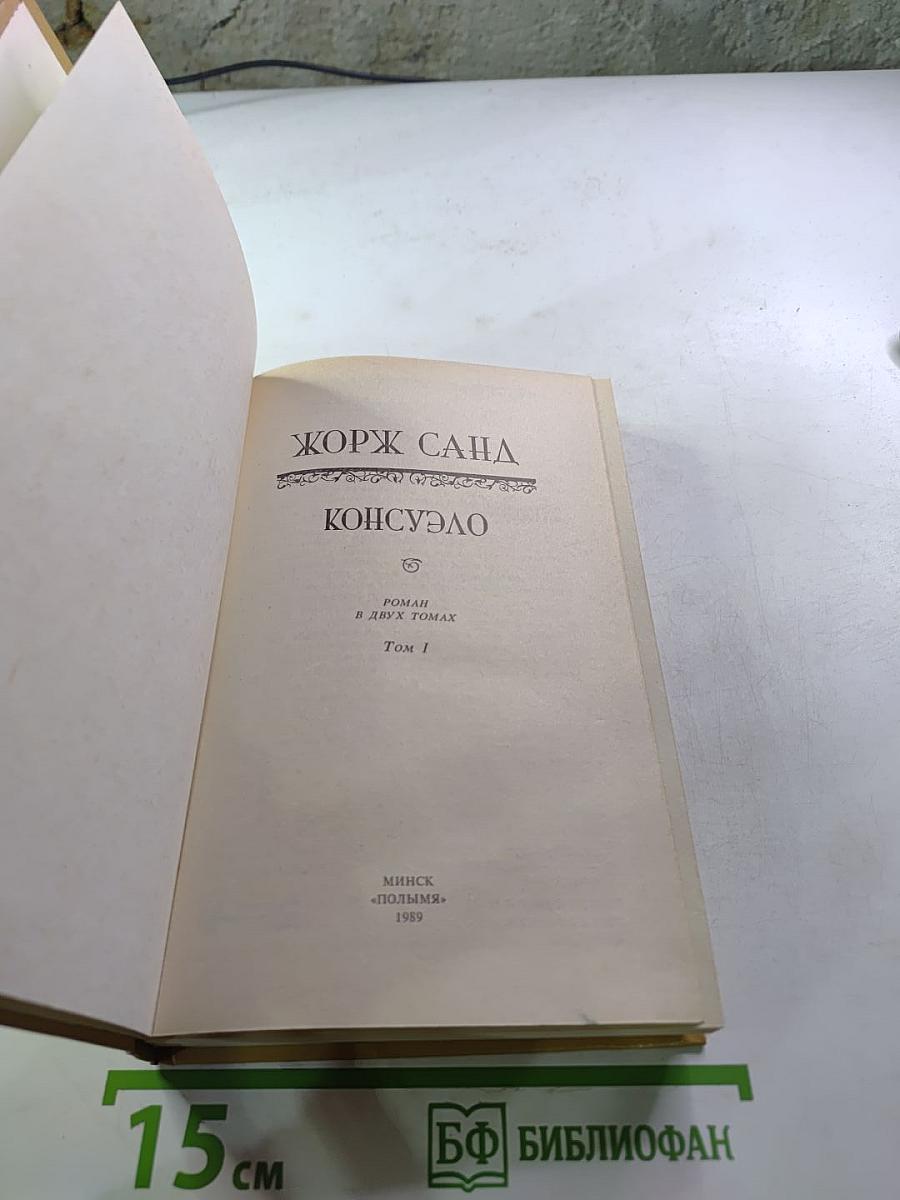 ЖОРЖ САНД
КОНСУЭЛО
РОМАН
В ДВУХ ТОМАХ
Том I
МИНСК
«ПОЛЫМЯ»
1989
15 см
БФ БИБЛИОФАН